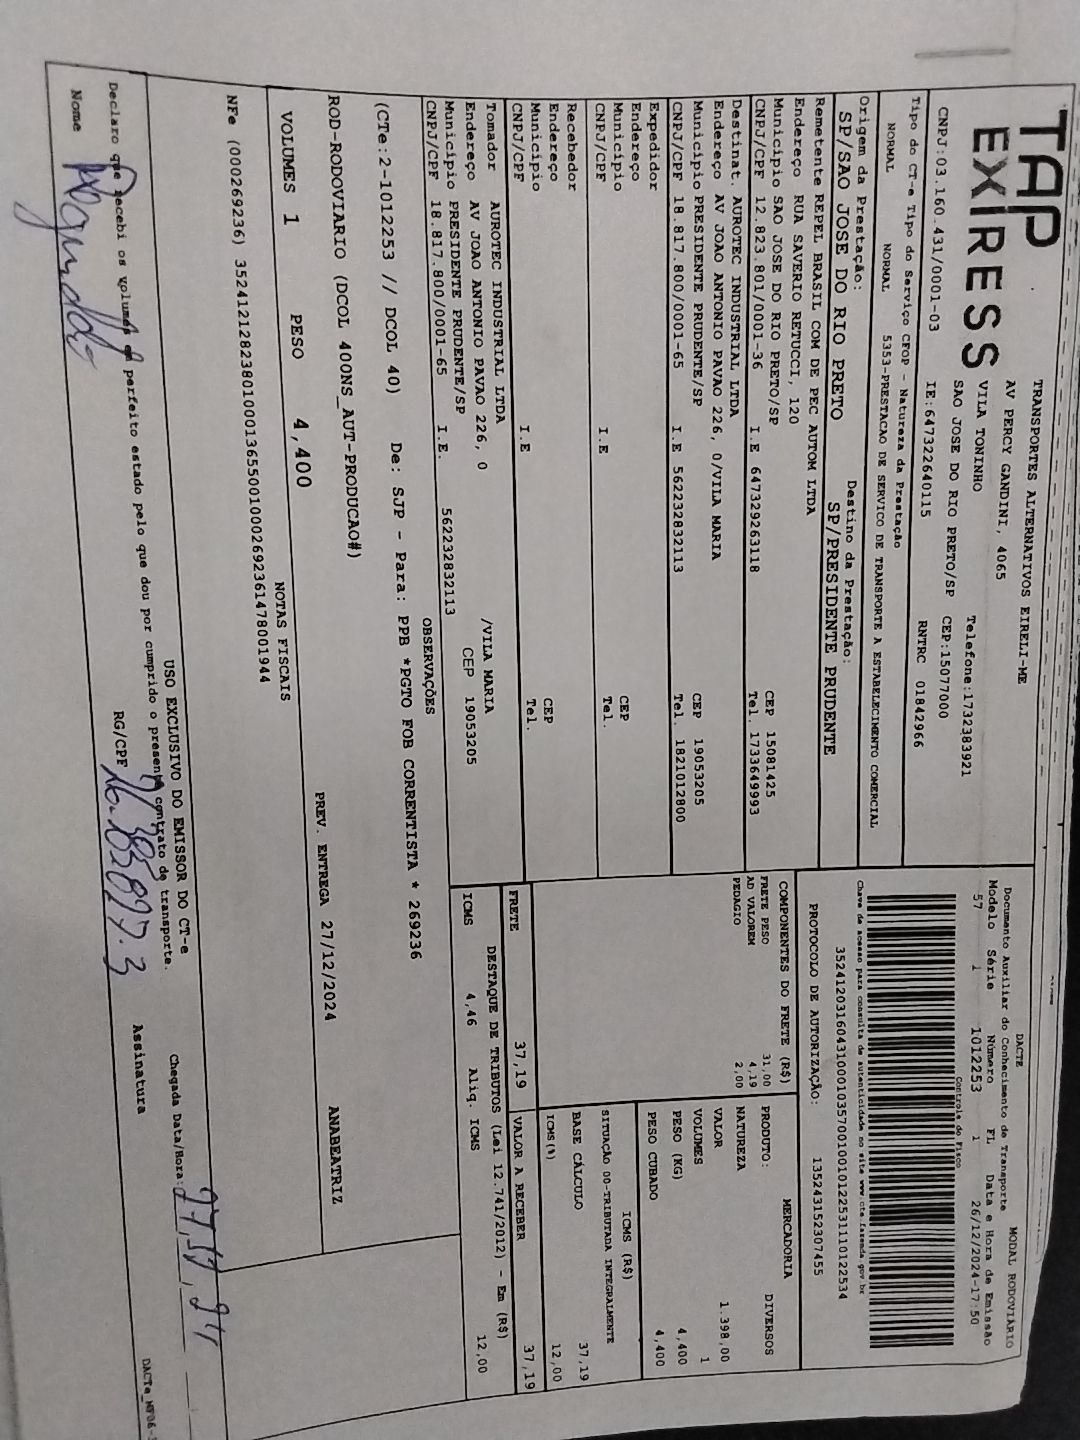 TAP
EXPRESS
TRANSPORTES ALTERNATIVOS EIRELI-ME
AV PERCY GANDINI, 4065
VILA TONINHO
Telefone:1732383921
SAO JOSE DO RIO PRETO/SP CEP:15077000
CNPJ:03.160.431/0001-03 IE:647322640115 RNTRC 01842966
DACTE
MODAL RODOVIÁRIO
Documento Auxiliar do Conhecimento de Transporte
Modelo Série Número FL Data e Hora de Emissão
57 1 1012253 1 26/12/2024-17:50
Controle do Fisco
Chave de acesso para consulta de autenticidade no site www.cte.fazenda.gov.br
PROTOCOLO DE AUTORIZAÇÃO: 135243152307455
Tipo do CT-e Tipo do Serviço CFOP - Natureza da Prestação
NORMAL NORMAL 5353-PRESTACAO DE SERVICO DE TRANSPORTE A ESTABELECIMENTO COMERCIAL
Origem da Prestação: Destino da Prestação:
SP/SAO JOSE DO RIO PRETO SP/PRESIDENTE PRUDENTE
Remetente REPEL BRASIL COM DE PEC AUTOM LTDA
Endereço RUA SAVERIO RETUCCI, 120
Município SAO JOSE DO RIO PRETO/SP CEP 15081425
CNPJ/CPF 12.823.801/0001-36 I.E 647329263118 Tel. 1733649993
Destinat. AUROTEC INDUSTRIAL LTDA
Endereço AV JOAO ANTONIO PAVAO 226, 0/VILA MARIA
Município PRESIDENTE PRUDENTE/SP CEP 19053205
CNPJ/CPF 18.817.800/0001-65 I.E 562232832113 Tel. 1821012800
Expedidor
Endereço
Município CEP
CNPJ/CPF I.E Tel.
Recebedor
Endereço
Município CEP
CNPJ/CPF I.E Tel.
Tomador AUROTEC INDUSTRIAL LTDA
Endereço AV JOAO ANTONIO PAVAO 226, 0 /VILA MARIA
Município PRESIDENTE PRUDENTE/SP CEP 19053205
CNPJ/CPF 18.817.800/0001-65 I.E. 562232832113
COMPONENTES DO FRETE (R$)
FRETE PESO 31,00
AD VALOREM 4,19
PEDAGIO 2,00
MERCADORIA
PRODUTO: DIVERSOS
NATUREZA
VALOR 1.398,00
VOLUMES 1
PESO (KG) 4,400
PESO CUBADO 4,400
ICMS (R$)
SITUAÇÃO 00-TRIBUTADA INTEGRALMENTE
BASE CÁLCULO 37,19
ICMS(%) 12,00
FRETE 37,19 VALOR A RECEBER 37,19
DESTAQUE DE TRIBUTOS (Lei 12.741/2012) - Em (R$)
ICMS 4,46 Aliq. ICMS 12,00
OBSERVAÇÕES
(CTe:2-1012253 // DCOL 40) De: SJP - Para: PPB *PGTO FOB CORRENTISTA * 269236
ROD-RODOVIARIO (DCOL 400NS_AUT-PRODUCAO#)
PREV. ENTREGA 27/12/2024 ANABEATRIZ
VOLUMES 1 PESO 4,400
NOTAS FISCAIS
USO EXCLUSIVO DO EMISSOR DO CT-e
Declaro que recebi os volumes em perfeito estado pelo que dou por cumprido o presente contrato de transporte.
Chegada Data/Hora:
Nome RG/CPF Assinatura